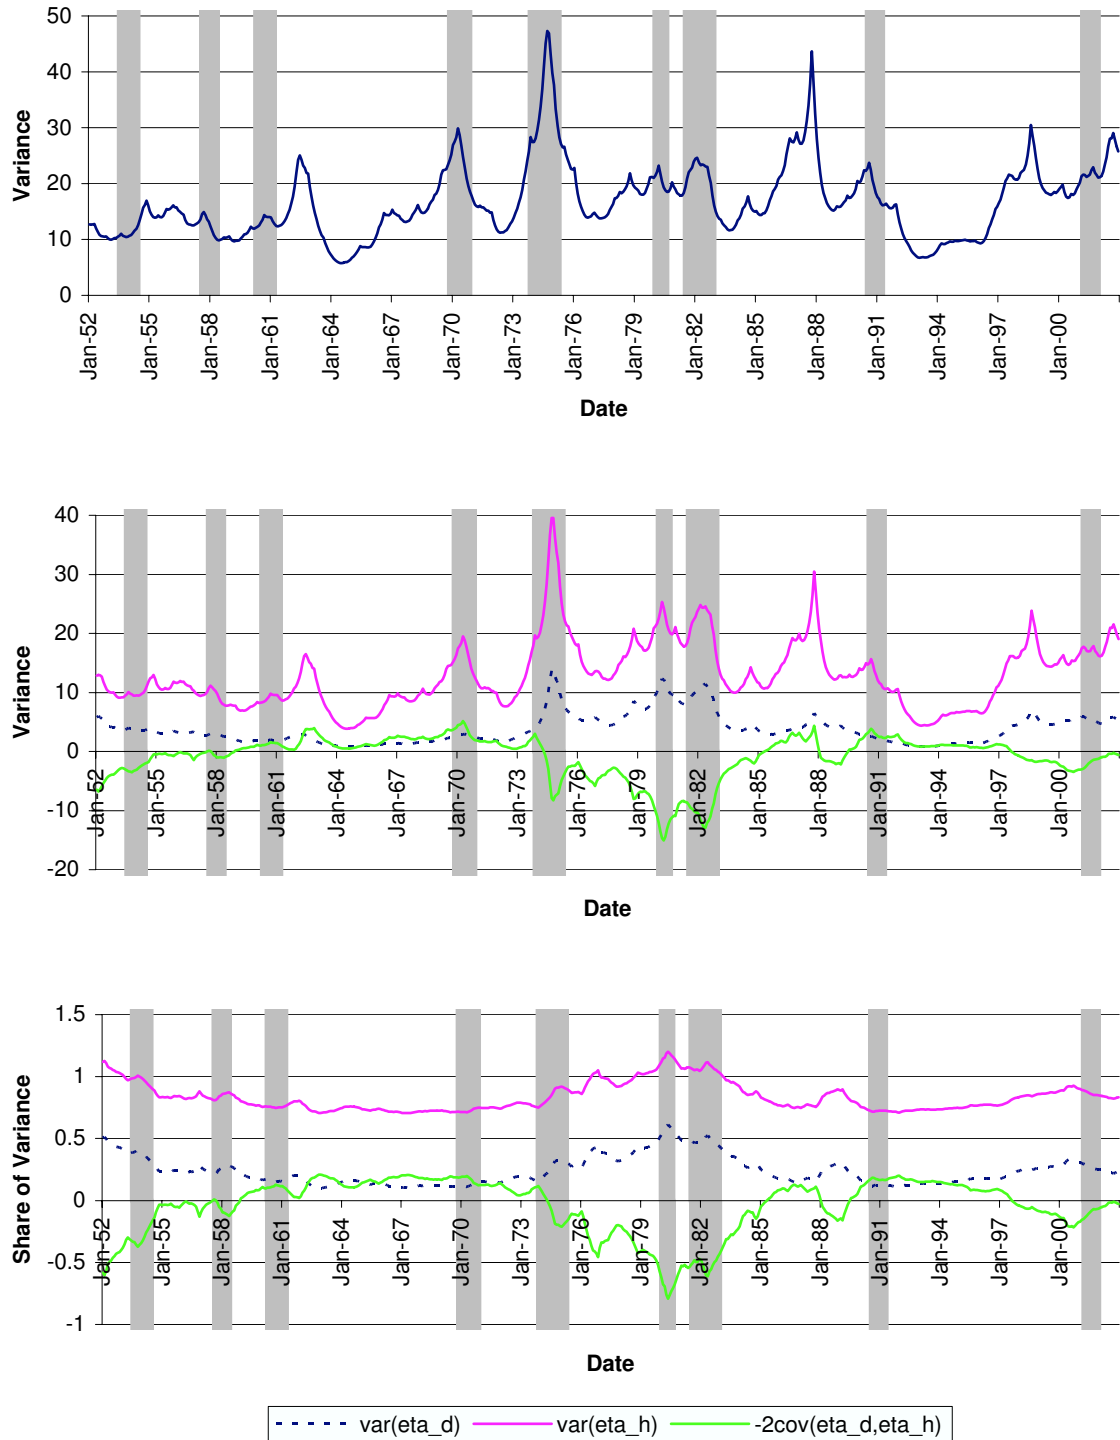 50
40
30
20
10
0
Variance
Jan-52
Jan-55
Jan-58
Jan-61
Jan-64
Jan-67
Jan-70
Jan-73
Jan-76
Jan-79
Jan-82
Jan-85
Jan-88
Jan-91
Jan-94
Jan-97
Jan-00
Date
40
30
20
10
0
-10
-20
Variance
Jan-52
Jan-55
Jan-58
Jan-61
Jan-64
Jan-67
Jan-70
Jan-73
Jan-76
Jan-79
Jan-82
Jan-85
Jan-88
Jan-91
Jan-94
Jan-97
Jan-00
Date
1.5
1
0.5
0
-0.5
-1
Share of Variance
Jan-52
Jan-55
Jan-58
Jan-61
Jan-64
Jan-67
Jan-70
Jan-73
Jan-76
Jan-79
Jan-82
Jan-85
Jan-88
Jan-91
Jan-94
Jan-97
Jan-00
Date
var(eta_d) var(eta_h) -2cov(eta_d,eta_h)